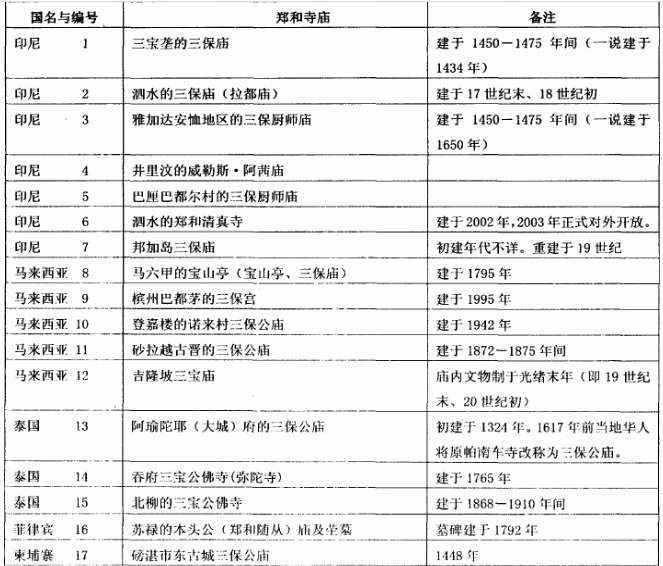 国名与编号 郑和寺庙 备注
印尼 1 三宝垄的三保庙 建于 1450－1475 年间（一说建于
1434 年）
印尼 2 泗水的三保庙（拉都庙） 建于 17 世纪末、18 世纪初
印尼 3 雅加达安恤地区的三保厨师庙 建于 1450－1475 年间（一说建于
1650 年）
印尼 4 井里汶的威勒斯·阿茜庙
印尼 5 巴厘巴都尔村的三保厨师庙
印尼 6 泗水的郑和清真寺 建于 2002 年，2003 年正式对外开放。
印尼 7 邦加岛三保庙 初建年代不详。重建于 19 世纪
马来西亚 8 马六甲的宝山亭（宝山亭、三保庙） 建于 1795 年
马来西亚 9 槟州巴都茅的三保宫 建于 1995 年
马来西亚 10 登嘉楼的诺来村三保公庙 建于 1942 年
马来西亚 11 砂拉越古晋的三保公庙 建于 1872－1875 年间
马来西亚 12 吉隆坡三宝庙 庙内文物制于光绪末年（即 19 世纪
末、20 世纪初）
泰国 13 阿瑜陀耶（大城）府的三保公庙 初建于 1324 年。1617 年前当地华人
将原帕南车寺改称为三保公庙。
泰国 14 吞府三宝公佛寺(弥陀寺) 建于 1765 年
泰国 15 北柳的三宝公佛寺 建于 1868－1910 年间
菲律宾 16 苏禄的本头公（郑和随从）庙及茔墓 墓碑建于 1792 年
柬埔寨 17 磅湛市东古城三保公庙 1448 年